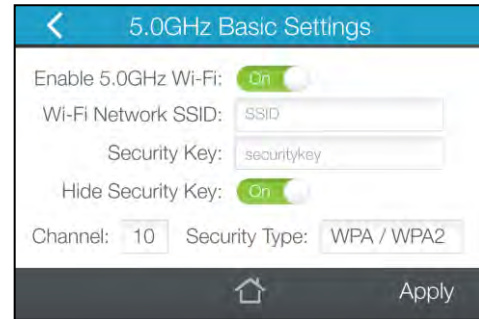 5.0GHz Basic Settings
Enable 5.0GHz Wi-Fi: On
Wi-Fi Network SSID: SSID
Security Key: securitykey
Hide Security Key: On
Channel: 10 Security Type: WPA / WPA2
Apply